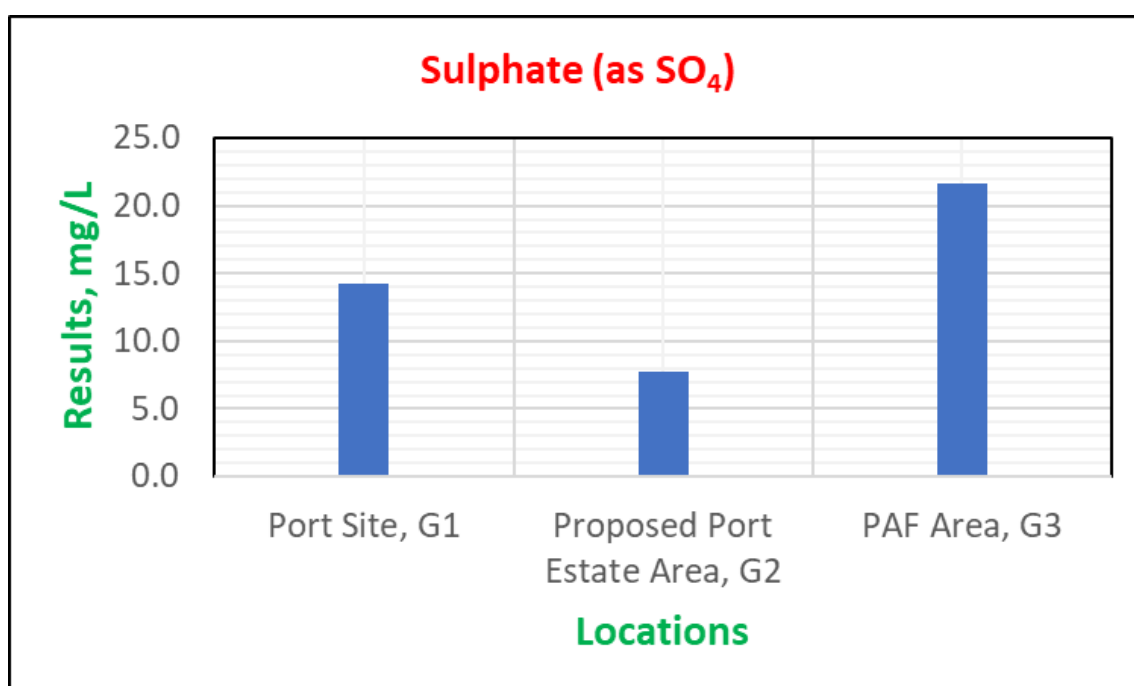 Sulphate (as SO₄)
Results, mg/L
25.0
20.0
15.0
10.0
5.0
0.0
Port Site, G1
Proposed Port
Estate Area, G2
PAF Area, G3
Locations